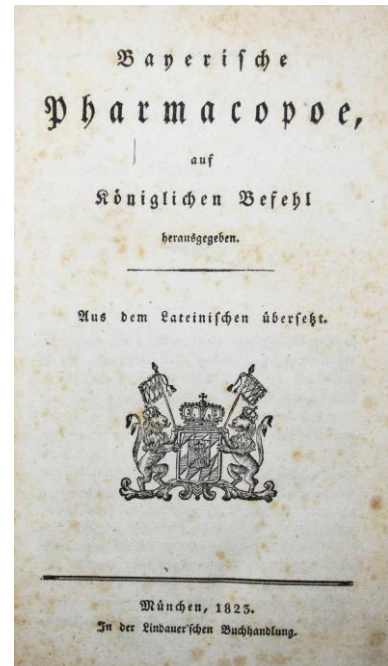 Bayerische
Pharmacopoe,
auf
Königlichen Befehl
herausgegeben.
Aus dem Lateinischen übersetzt.
München, 1823.
In der Lindauer'schen Buchhandlung.